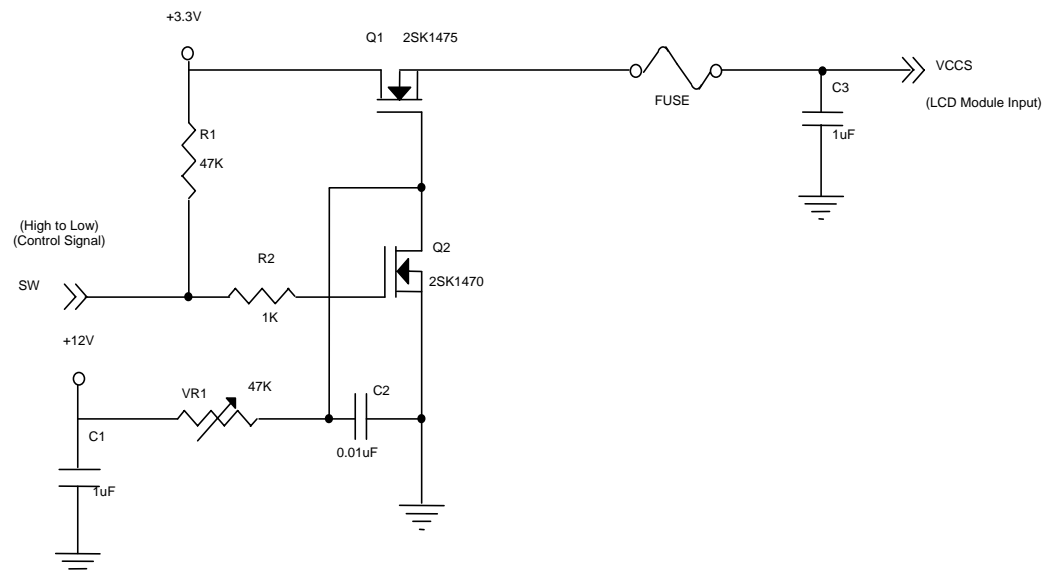 +3.3V
Q1 2SK1475
VCCS
FUSE
C3
(LCD Module Input)
R1
1uF
47K
(High to Low)
(Control Signal)
Q2
R2
2SK1470
SW
1K
+12V
VR1
47K
C2
C1
0.01uF
1uF